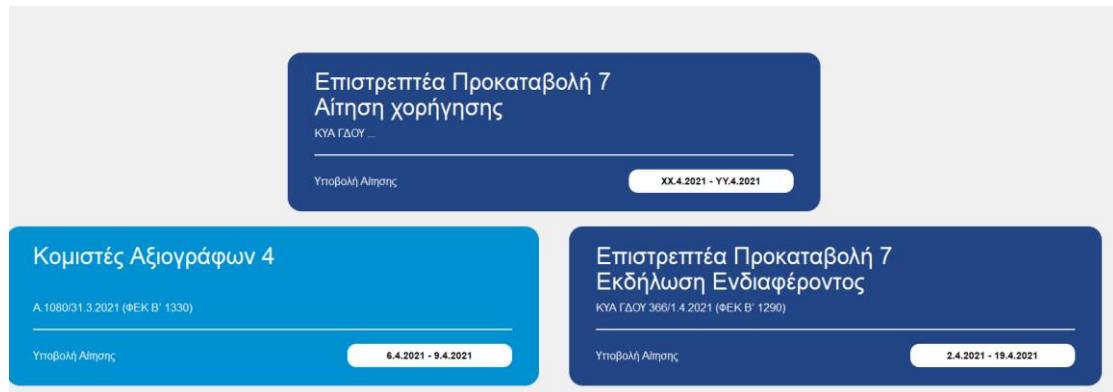 Επιστρεπτέα Προκαταβολή 7
Αίτηση χορήγησης
ΚΥΑ ΓΔΟΥ ...
Υποβολή Αίτησης
ΧΧ.4.2021 - ΥΥ.4.2021
Κομιστές Αξιογράφων 4
Α.1080/31.3.2021 (ΦΕΚ Β' 1330)
Υποβολή Αίτησης
6.4.2021 - 9.4.2021
Επιστρεπτέα Προκαταβολή 7
Εκδήλωση Ενδιαφέροντος
ΚΥΑ ΓΔΟΥ 366/1.4.2021 (ΦΕΚ Β' 1290)
Υποβολή Αίτησης
2.4.2021 - 19.4.2021